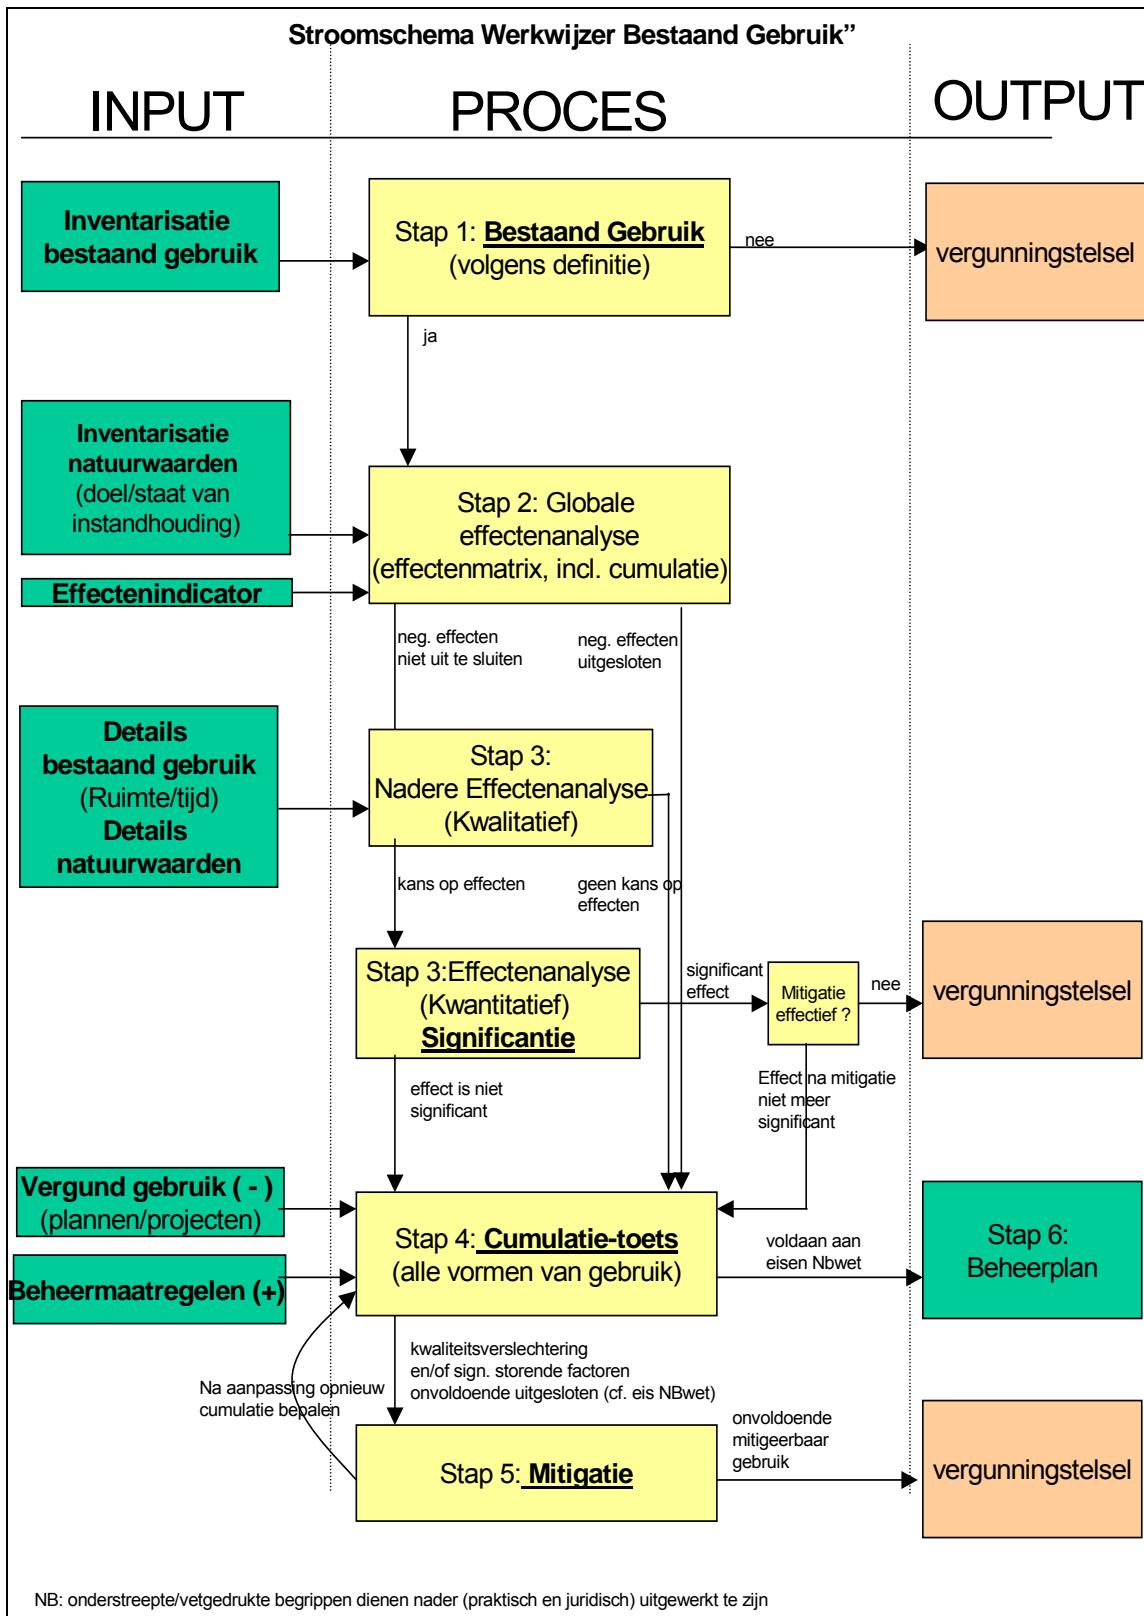 Stroomschema Werkwijzer Bestaand Gebruik”
INPUT
PROCES
OUTPUT
Inventarisatie
bestaand gebruik
Stap 1: Bestaand Gebruik
(volgens definitie)
nee
vergunningstelsel
ja
Inventarisatie
natuurwaarden
(doel/staat van
instandhouding)
Effectenindicator
Stap 2: Globale
effectenanalyse
(effectenmatrix, incl. cumulatie)
neg. effecten
niet uit te sluiten
neg. effecten
uitgesloten
Details
bestaand gebruik
(Ruimte/tijd)
Details
natuurwaarden
Stap 3:
Nadere Effectenanalyse
(Kwalitatief)
kans op effecten
geen kans op
effecten
Stap 3:Effectenanalyse
(Kwantitatief)
Significantie
significant
effect
Mitigatie
effectief ?
nee
vergunningstelsel
effect is niet
significant
Effect na mitigatie
niet meer
significant
Vergund gebruik ( - )
(plannen/projecten)
Beheermaatregelen (+)
Stap 4: Cumulatie-toets
(alle vormen van gebruik)
voldaan aan
eisen Nbwet
Stap 6:
Beheerplan
kwaliteitsverslechtering
en/of sign. storende factoren
onvoldoende uitgesloten (cf. eis NBwet)
Na aanpassing opnieuw
cumulatie bepalen
Stap 5: Mitigatie
onvoldoende
mitigeerbaar
gebruik
vergunningstelsel
NB: onderstreepte/vetgedrukte begrippen dienen nader (praktisch en juridisch) uitgewerkt te zijn